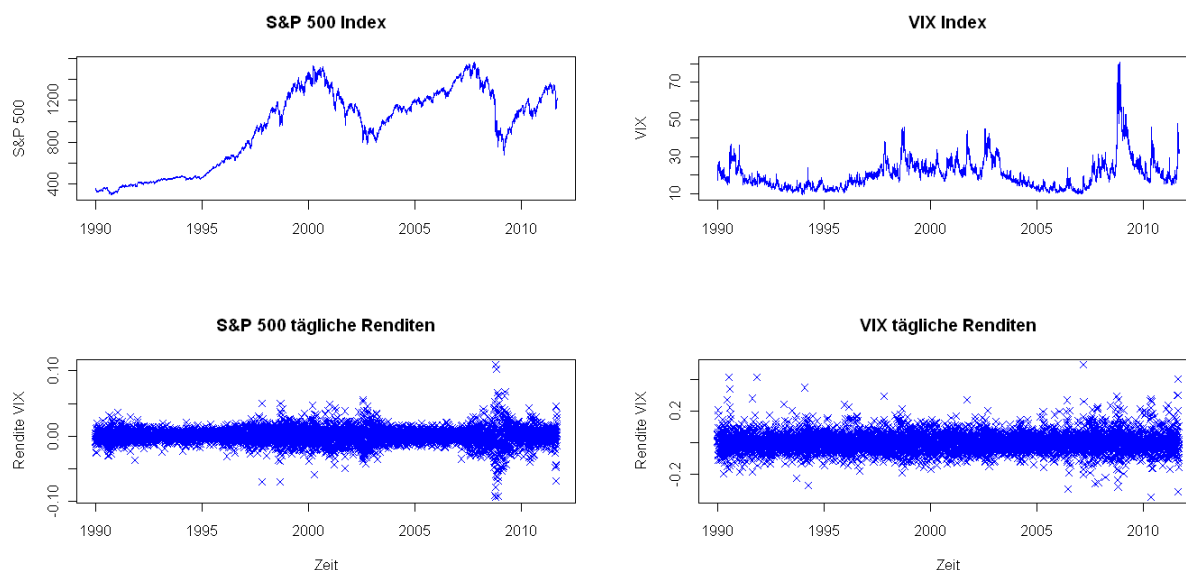 S&P 500 Index
S&P 500
400 800 1200
1990 1995 2000 2005 2010
VIX Index
VIX
10 30 50 70
1990 1995 2000 2005 2010
S&P 500 tägliche Renditen
Rendite VIX
-0.10 0.00 0.10
1990 1995 2000 2005 2010
Zeit
VIX tägliche Renditen
Rendite VIX
-0.2 0.0 0.2
1990 1995 2000 2005 2010
Zeit